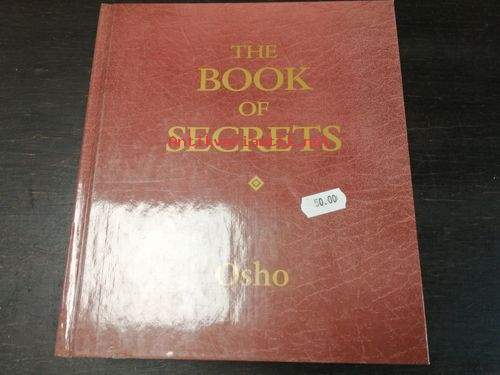 THE
BOOK
OF
SECRETS
50.00
Osho